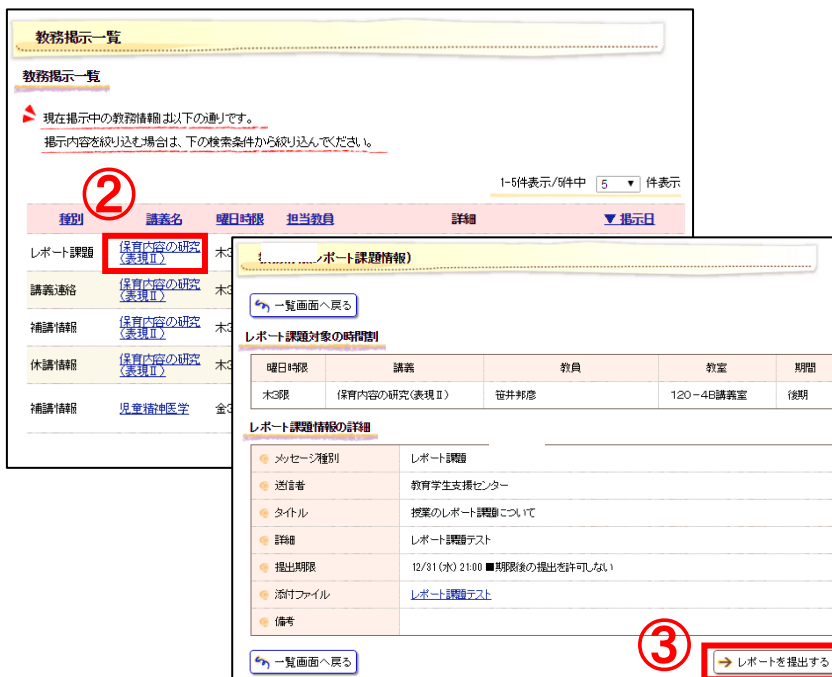 教務掲示一覧
教務掲示一覧
現在掲示中の教務情報は以下の通りです。
掲示内容を絞り込む場合は、下の検索条件から絞り込んでください。
1-5件表示/5件中 5 ▼ 件表示
②
種別 講義名 曜日時限 担当教員 詳細 ▼掲示日
レポート課題 保育内容の研究(表現Ⅱ) 木3
講義連絡 保育内容の研究(表現Ⅱ) 木3
補講情報 保育内容の研究(表現Ⅱ) 木3
休講情報 保育内容の研究(表現Ⅱ) 木3
補講情報 児童精神医学 金3
ポート課題情報)
一覧画面へ戻る
レポート課題対象の時間割
曜日時限 講義 教員 教室 期間
木3限 保育内容の研究(表現Ⅱ) 笹井邦彦 120-4B講義室 後期
レポート課題情報の詳細
メッセージ種別 レポート課題
送信者 教育学生支援センター
タイトル 授業のレポート課題について
詳細 レポート課題テスト
提出期限 12/31(水) 21:00 ■期限後の提出を許可しない
添付ファイル レポート課題テスト
備考
③
一覧画面へ戻る
→ レポートを提出する